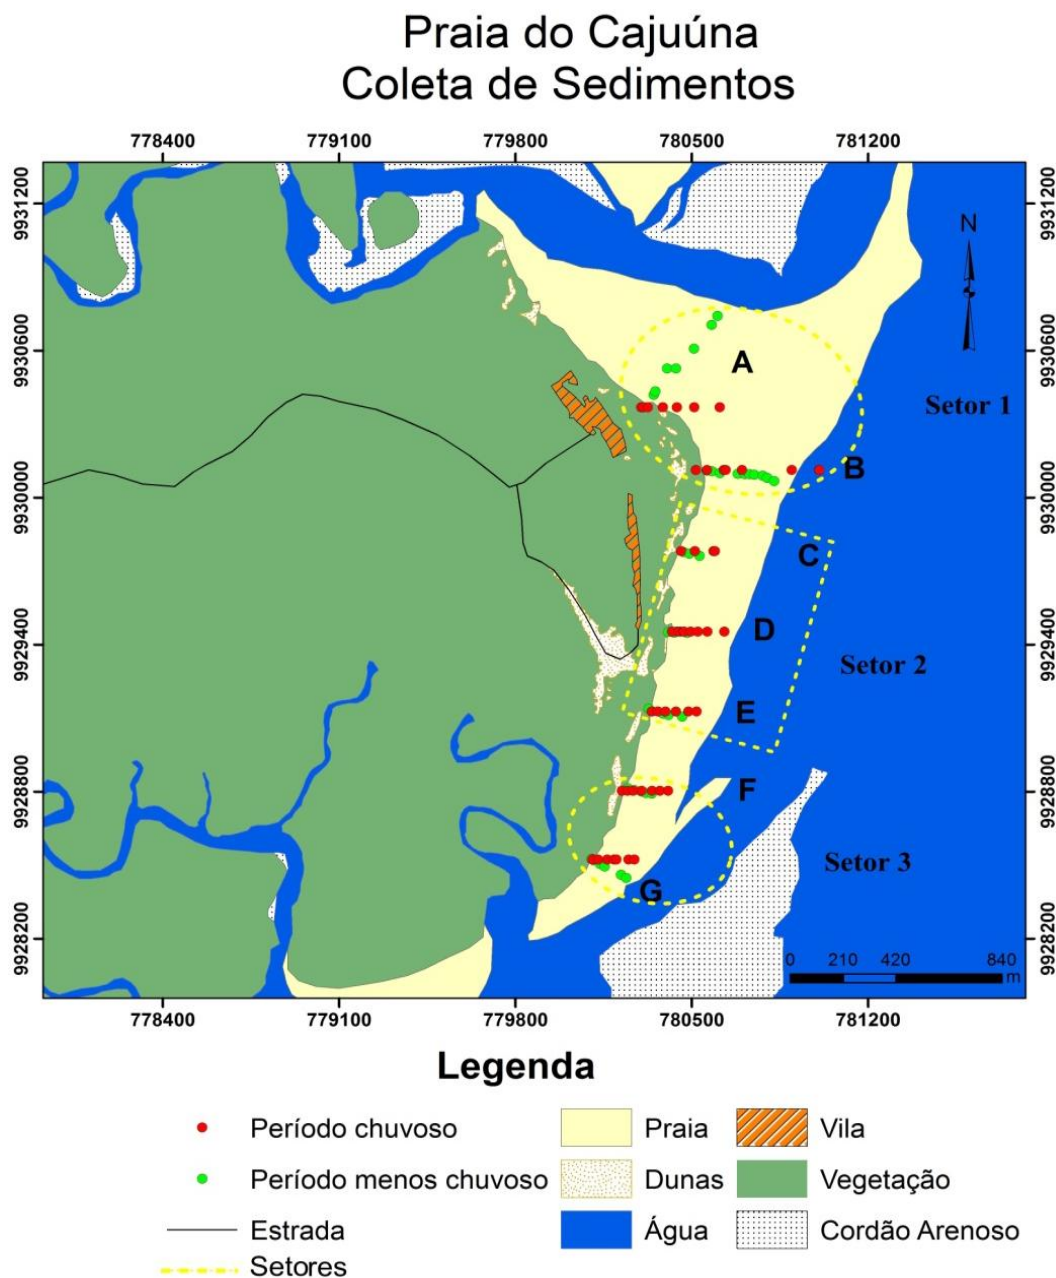 Praia do Cajuúna
Coleta de Sedimentos
778400 779100 779800 780500 781200
9931200 9931200
N
9930600 9930600
A
Setor 1
B
9930000 9930000
C
D
9929400 9929400
Setor 2
E
9928800 9928800
F
Setor 3
G
9928200 9928200
0 210 420 840
m
778400 779100 779800 780500 781200
Legenda
Período chuvoso Praia Vila
Período menos chuvoso Dunas Vegetação
Estrada Água Cordão Arenoso
Setores